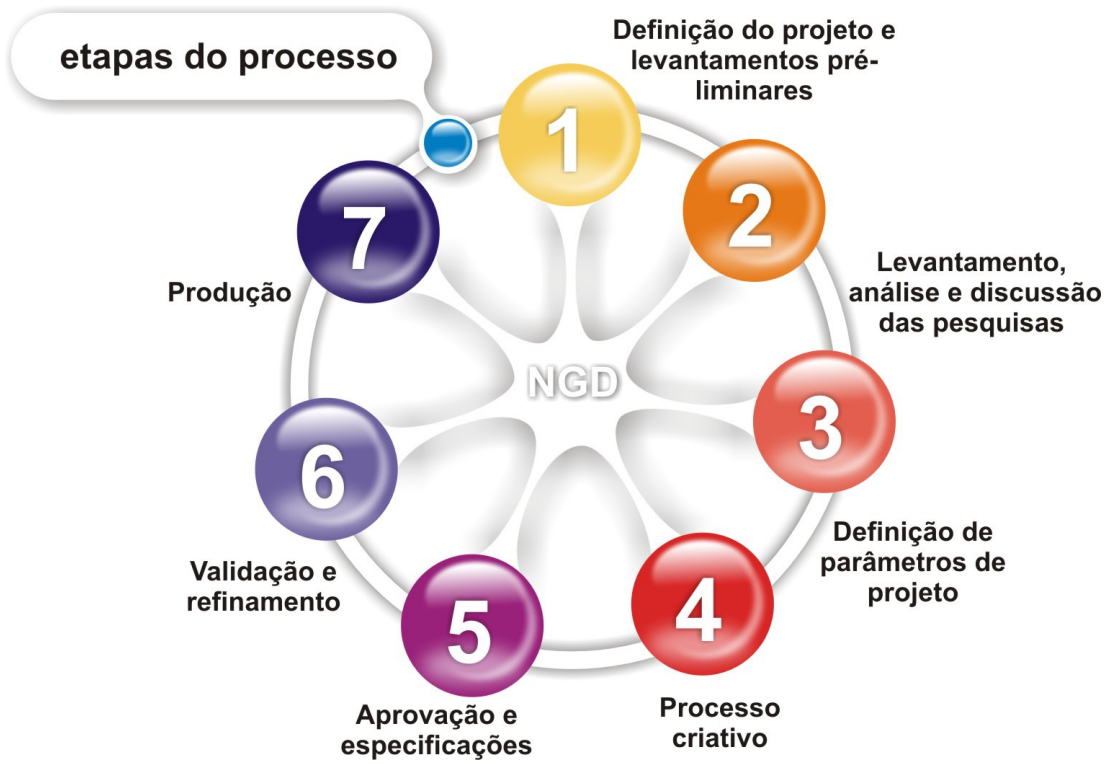 etapas do processo
1
Definição do projeto e
levantamentos pré-
liminares
2
Levantamento,
análise e discussão
das pesquisas
3
Definição de
parâmetros de
projeto
4
Processo
criativo
5
Aprovação e
especificações
6
Validação e
refinamento
7
Produção
NGD